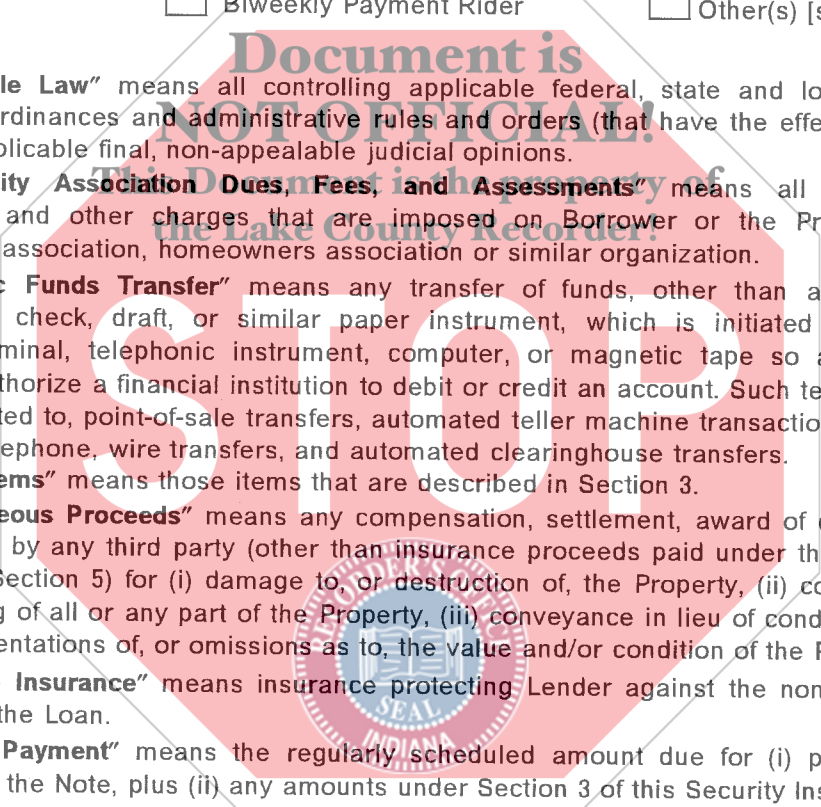 Biweekly Payment Rider Other(s) [s
Document is
le Law" means all controlling applicable federal, state and lo
rdinances and administrative rules and orders (that have the effe
NOT OFFICIAL!
plicable final, non-appealable judicial opinions.
ity Association Dues, Fees, and Assessments" means all
This Document is the property of
and other charges that are imposed on Borrower or the Pr
the Lake County Recorder!
association, homeowners association or similar organization.
c Funds Transfer" means any transfer of funds, other than a
check, draft, or similar paper instrument, which is initiated
minal, telephonic instrument, computer, or magnetic tape so a
thorize a financial institution to debit or credit an account. Such te
ted to, point-of-sale transfers, automated teller machine transactio
ephone, wire transfers, and automated clearinghouse transfers.
STOP
ems" means those items that are described in Section 3.
eous Proceeds" means any compensation, settlement, award of
by any third party (other than insurance proceeds paid under th
Section 5) for (i) damage to, or destruction of, the Property, (ii) co
g of all or any part of the Property, (iii) conveyance in lieu of cond
entations of, or omissions as to, the value and/or condition of the P
RECORDER'S OFFICE
SEAL
INDIANA
Insurance" means insurance protecting Lender against the non
the Loan.
Payment" means the regularly scheduled amount due for (i) p
the Note, plus (ii) any amounts under Section 3 of this Security Ins